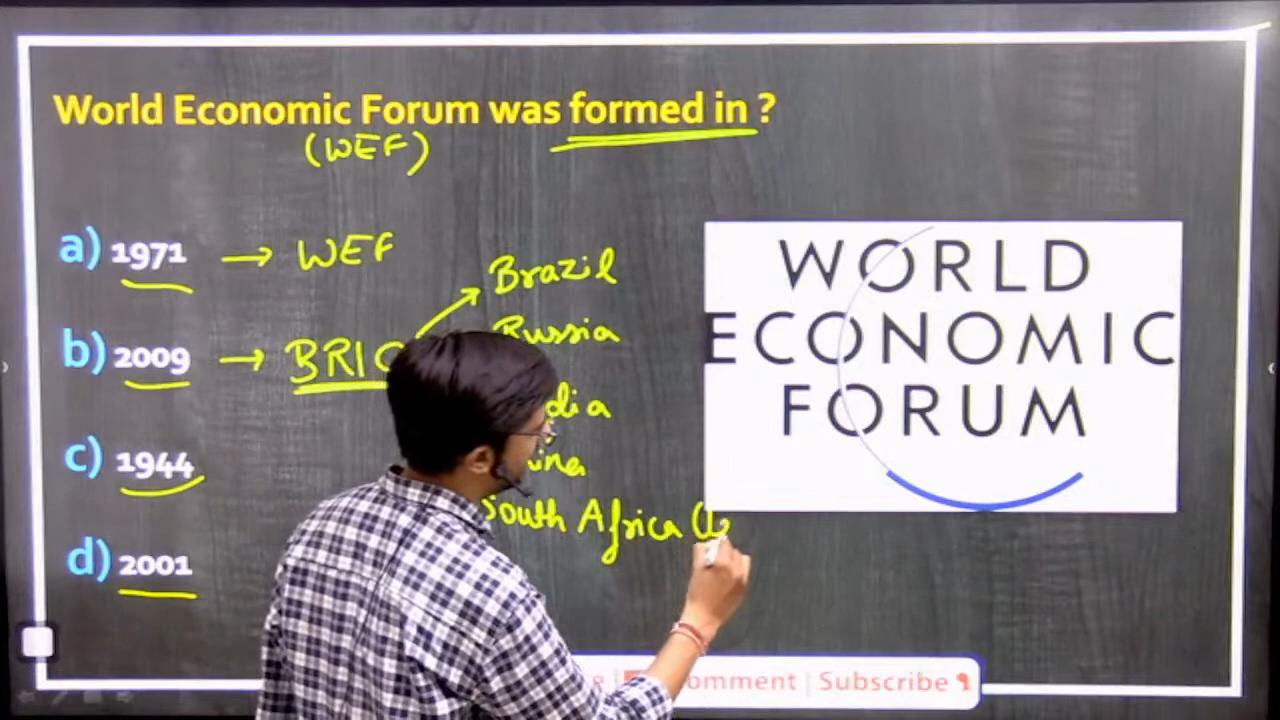 World Economic Forum was formed in ?
(WEF)
a) 1971 → WEF
b) 2009 → BRIC
c) 1944
d) 2001
Brazil
Russia
South Africa (
WORLD
ECONOMIC
FORUM
| Subscribe